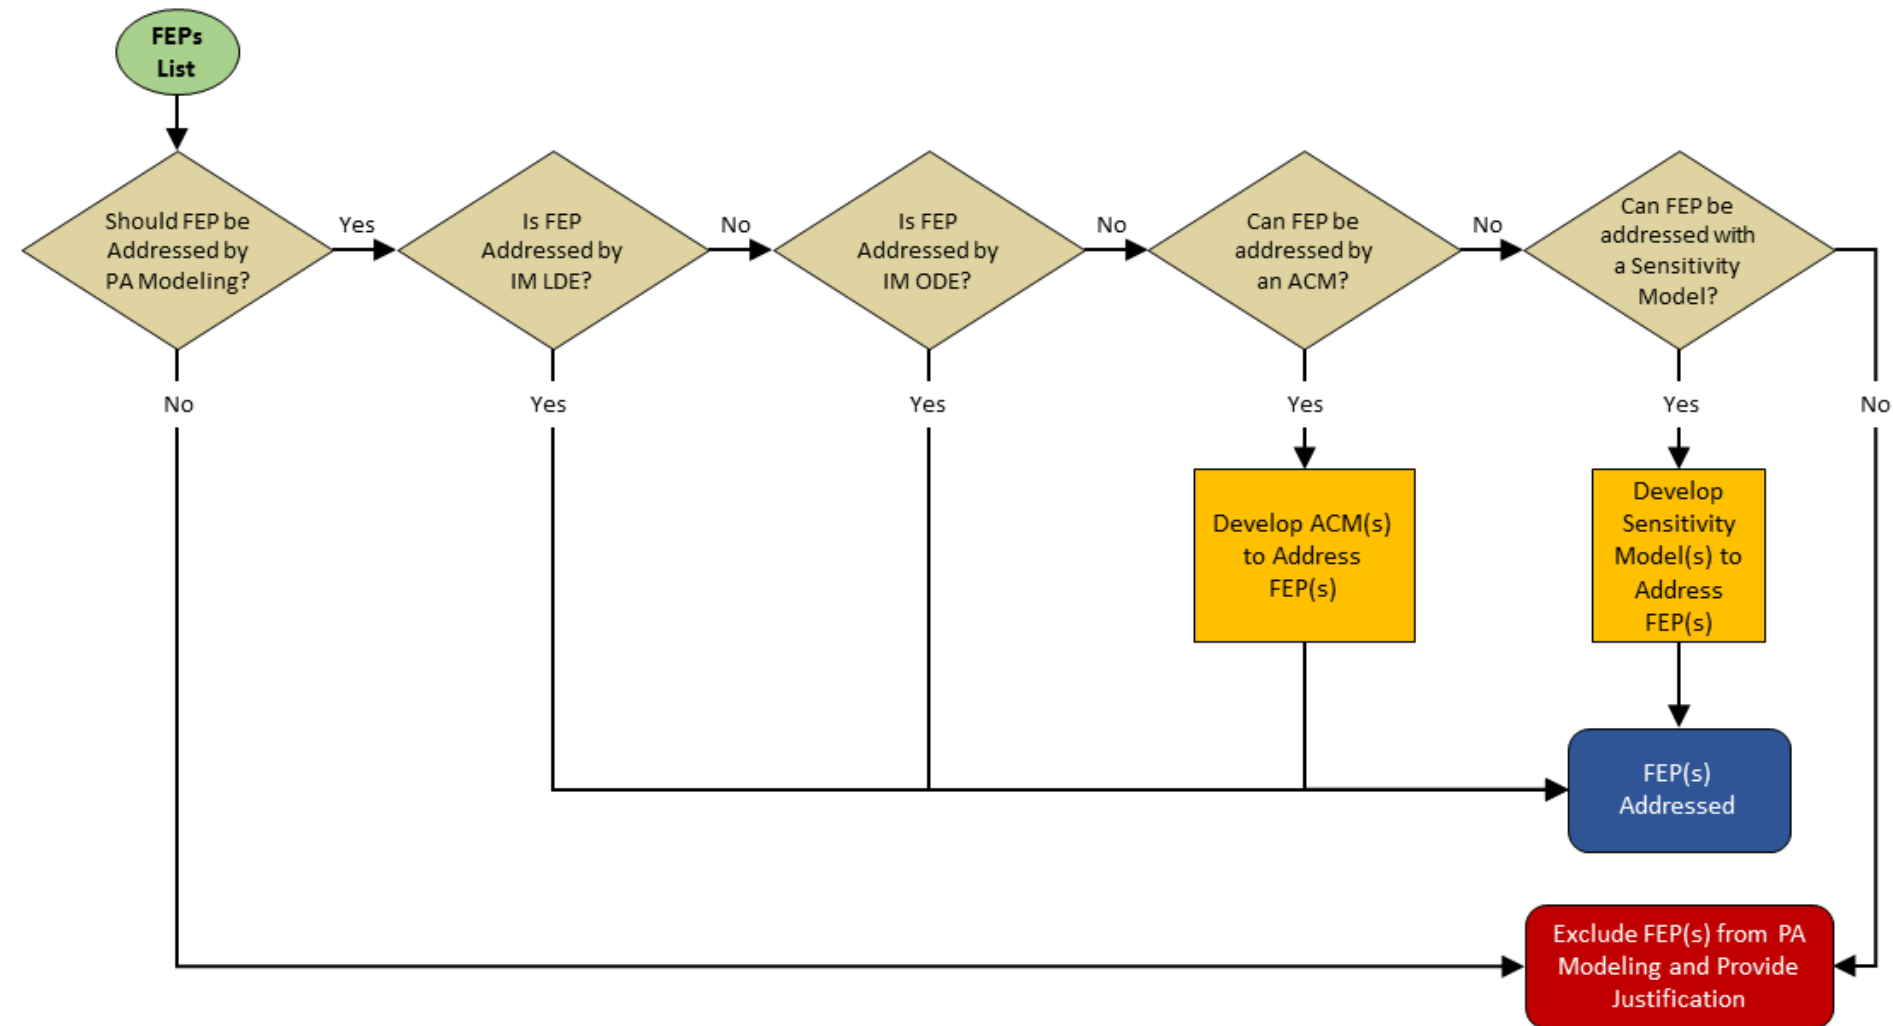 FEPs
List
Should FEP be
Addressed by
PA Modeling?
Yes
Is FEP
Addressed by
IM LDE?
No
Is FEP
Addressed by
IM ODE?
No
Can FEP be
addressed by
an ACM?
No
Can FEP be
addressed with
a Sensitivity
Model?
No
Yes
Yes
Yes
Yes
No
Develop ACM(s)
to Address
FEP(s)
Develop
Sensitivity
Model(s) to
Address
FEP(s)
FEP(s)
Addressed
Exclude FEP(s) from PA
Modeling and Provide
Justification